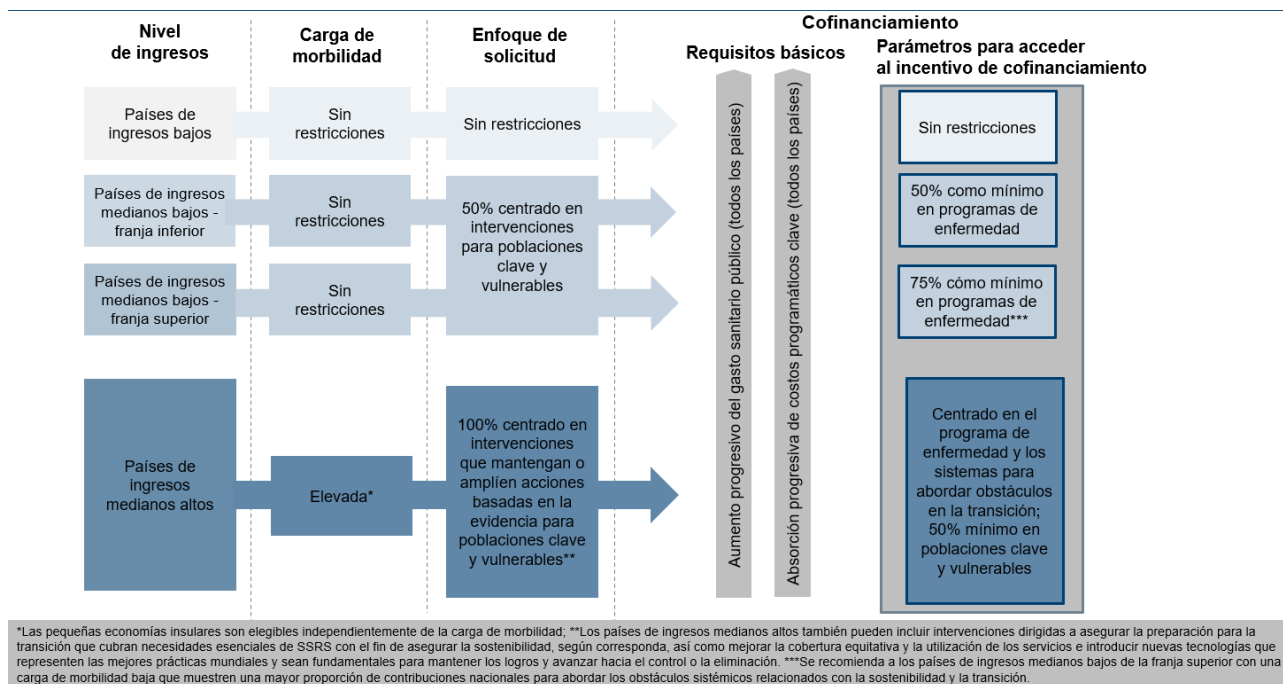 Nivel
de ingresos
Carga de
morbilidad
Enfoque de
solicitud
Cofinanciamiento
Requisitos básicos
Parámetros para acceder
al incentivo de cofinanciamiento
Países de
ingresos bajos
Sin
restricciones
Sin restricciones
Sin restricciones
Países de ingresos
medianos bajos -
franja inferior
Sin
restricciones
50% centrado en
intervenciones
para poblaciones
clave y
vulnerables
50% como mínimo
en programas de
enfermedad
Países de ingresos
medianos bajos -
franja superior
Sin
restricciones
75% cómo mínimo
en programas de
enfermedad***
Países de
ingresos
medianos altos
Elevada*
100% centrado en
intervenciones
que mantengan o
amplíen acciones
basadas en la
evidencia para
poblaciones clave
y vulnerables**
Aumento progresivo del gasto sanitario público (todos los países)
Absorción progresiva de costos programáticos clave (todos los países)
Centrado en el
programa de
enfermedad y los
sistemas para
abordar obstáculos
en la transición;
50% mínimo en
poblaciones clave
y vulnerables
*Las pequeñas economías insulares son elegibles independientemente de la carga de morbilidad; **Los países de ingresos medianos altos también pueden incluir intervenciones dirigidas a asegurar la preparación para la
transición que cubran necesidades esenciales de SSRS con el fin de asegurar la sostenibilidad, según corresponda, así como mejorar la cobertura equitativa y la utilización de los servicios e introducir nuevas tecnologías que
representen las mejores prácticas mundiales y sean fundamentales para mantener los logros y avanzar hacia el control o la eliminación. ***Se recomienda a los países de ingresos medianos bajos de la franja superior con una
carga de morbilidad baja que muestren una mayor proporción de contribuciones nacionales para abordar los obstáculos sistémicos relacionados con la sostenibilidad y la transición.